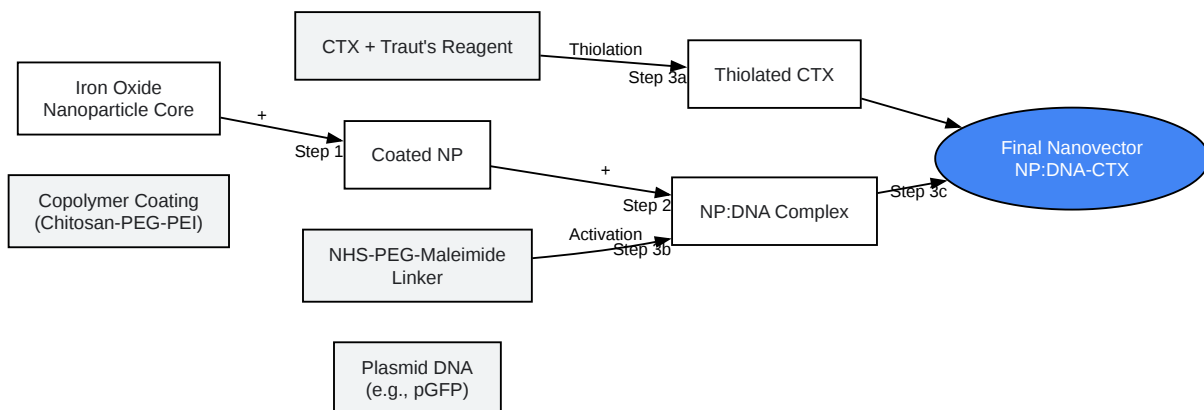 CTX + Traut's Reagent
Thiolation
Step 3a
Thiolated CTX
Iron Oxide
Nanoparticle Core
+
Step 1
Coated NP
Final Nanovector
NP:DNA-CTX
Copolymer Coating
(Chitosan-PEG-PEI)
+
Step 2
NP:DNA Complex
Step 3c
NHS-PEG-Maleimide
Linker
Activation
Step 3b
Plasmid DNA
(e.g., pGFP)